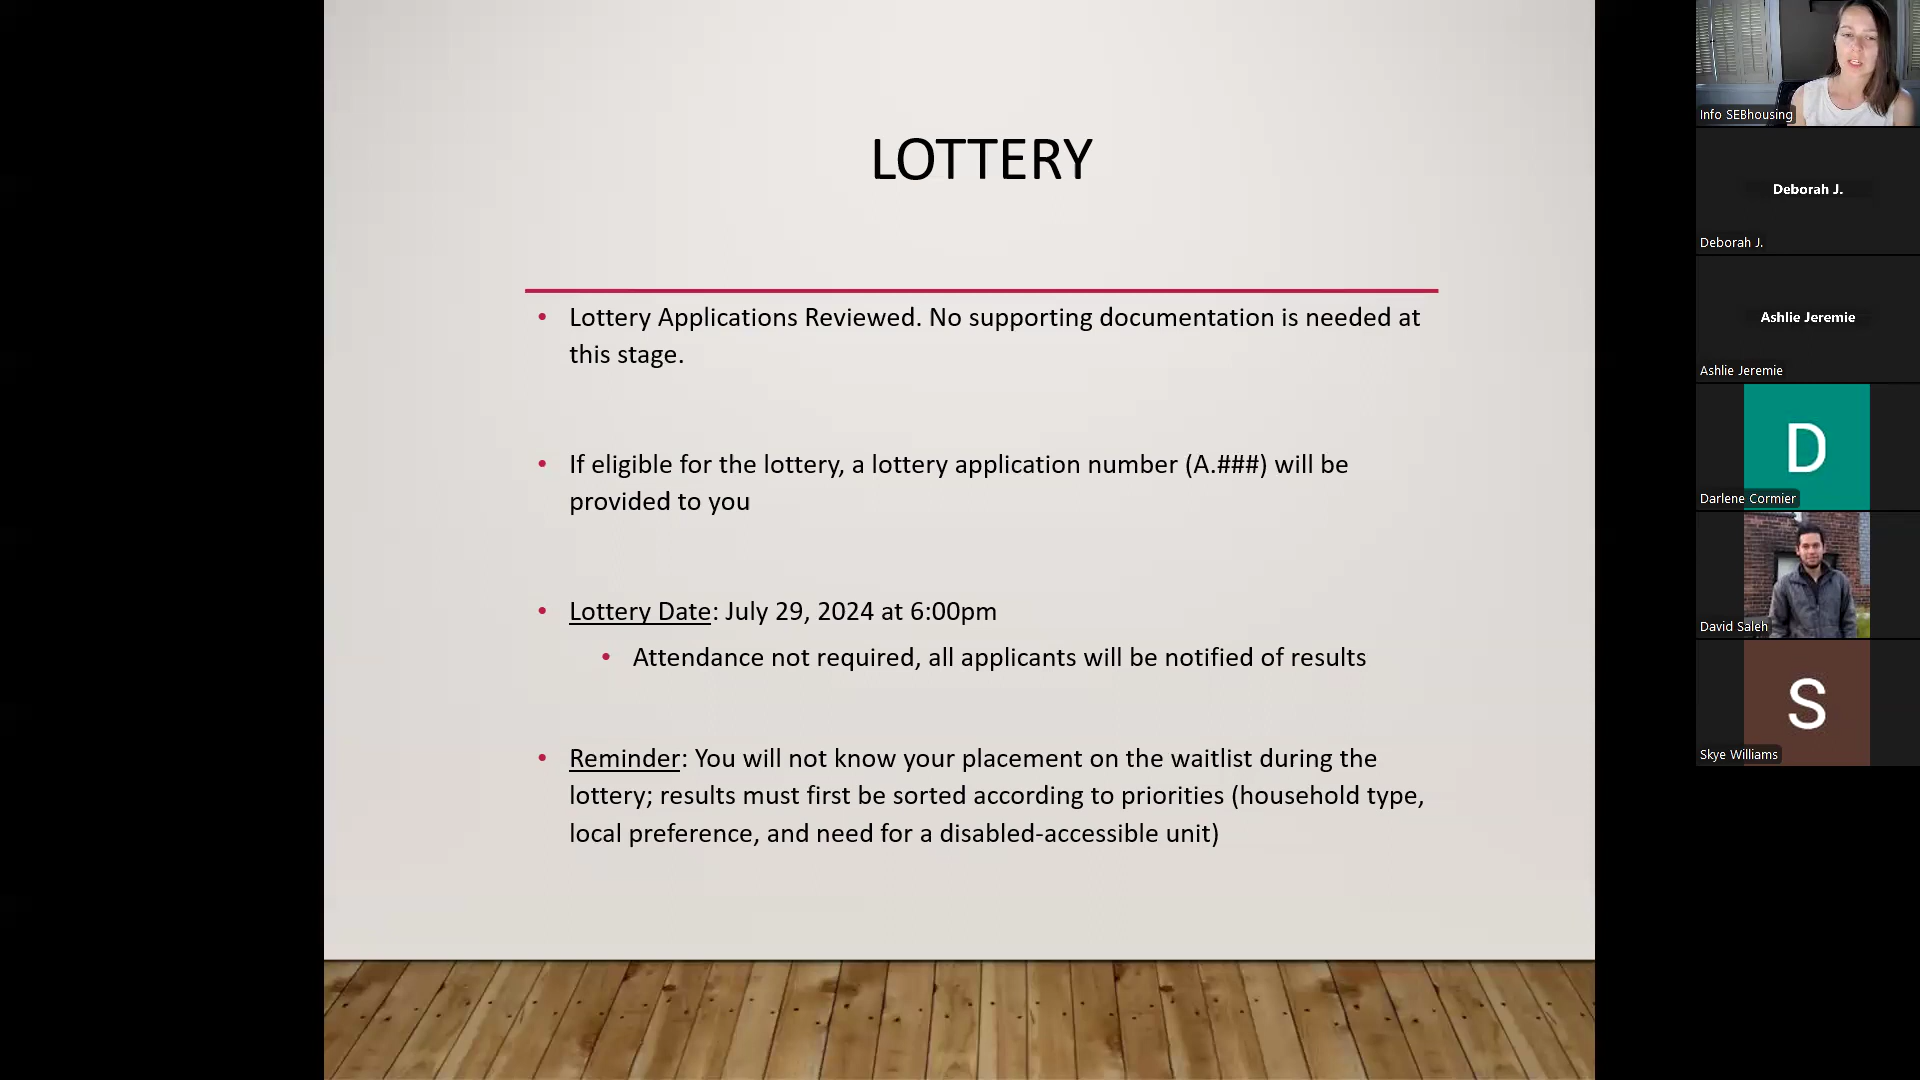 LOTTERY
• Lottery Applications Reviewed. No supporting documentation is needed at
this stage.
• If eligible for the lottery, a lottery application number (A.###) will be
provided to you
• Lottery Date: July 29, 2024 at 6:00pm
• Attendance not required, all applicants will be notified of results
• Reminder: You will not know your placement on the waitlist during the
lottery; results must first be sorted according to priorities (household type,
local preference, and need for a disabled-accessible unit)
Info SEBhousing
Deborah J.
Deborah J.
Ashlie Jeremie
Ashlie Jeremie
D
Darlene Cormier
David Saleh
S
Skye Williams